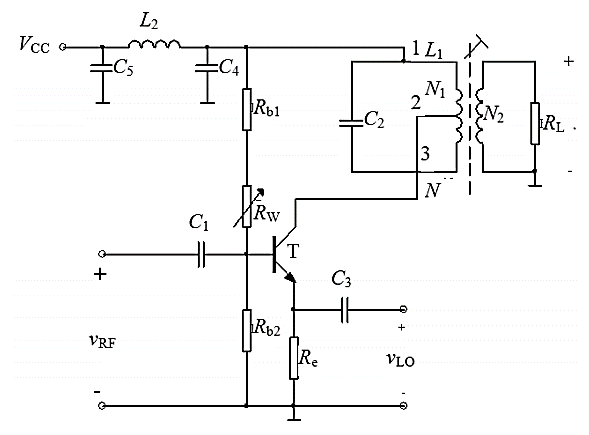 L2
VCC
C5
C4
1 L1
+
Rb1
N1
2
C2
N2
RL
3
-
N
RW
C1
T
+
C3
vRF
Rb2
Re
+
vLO
-
-